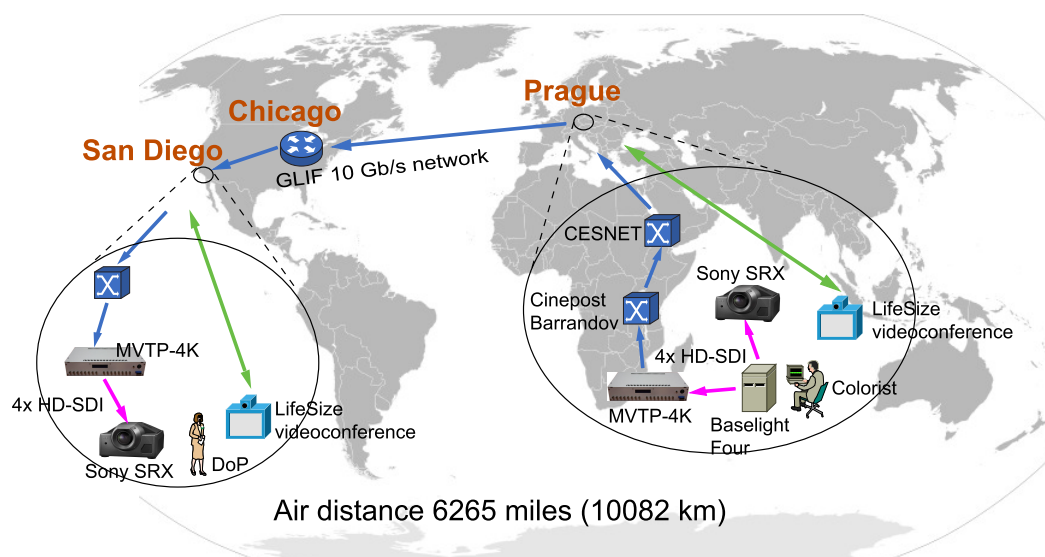 Prague
Chicago
San Diego
GLIF 10 Gb/s network
CESNET
Sony SRX
Cinepost
Barrandov
LifeSize
videoconference
4x HD-SDI
MVTP-4K
Colorist
Baselight
Four
MVTP-4K
4x HD-SDI
LifeSize
videoconference
Sony SRX
DoP
Air distance 6265 miles (10082 km)